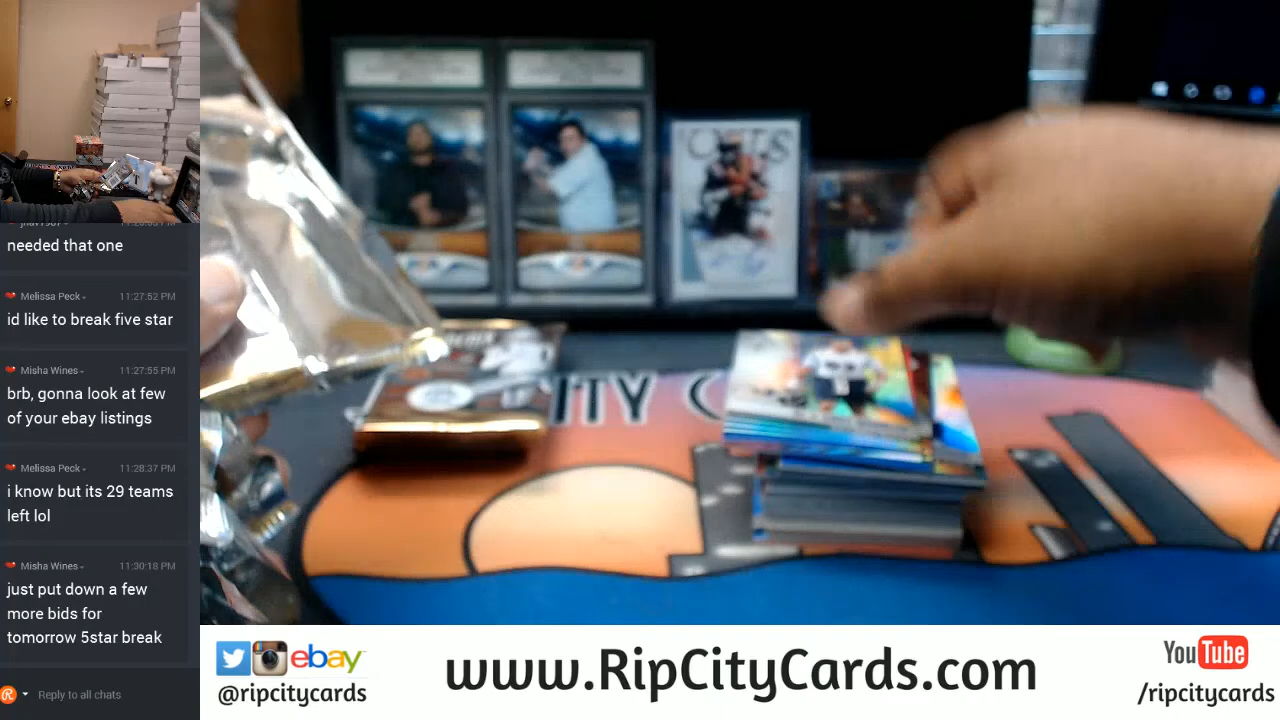 needed that one
Melissa Peck 11:27:52 PM
id like to break five star
Misha Wines 11:27:55 PM
brb, gonna look at few
of your ebay listings
Melissa Peck 11:28:37 PM
i know but its 29 teams
left lol
Misha Wines 11:30:18 PM
just put down a few
more bids for
tomorrow 5star break
Reply to all chats
ITY C
ebay
@ripcitycards
www.RipCityCards.com
YouTube
/ripcitycards